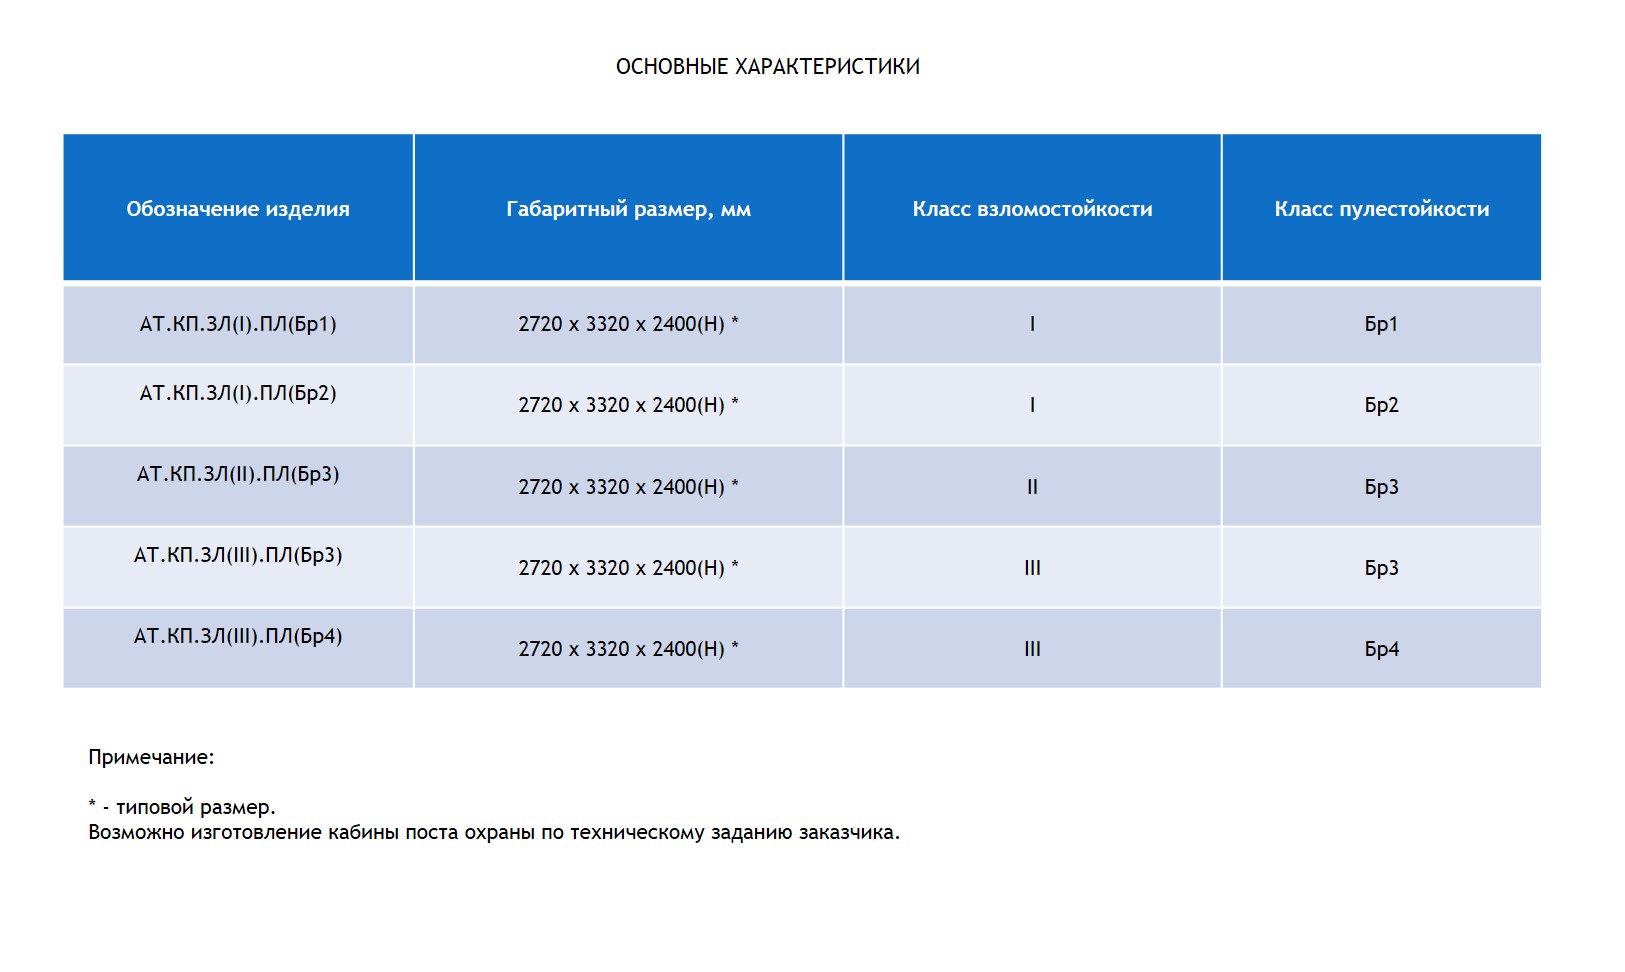 ОСНОВНЫЕ ХАРАКТЕРИСТИКИ
Обозначение изделия Габаритный размер, мм Класс взломостойкости Класс пулестойкости
АТ.КП.ЗЛ(I).ПЛ(Бр1) 2720 х 3320 х 2400(Н) * I Бр1
АТ.КП.ЗЛ(I).ПЛ(Бр2) 2720 х 3320 х 2400(Н) * I Бр2
АТ.КП.ЗЛ(II).ПЛ(Бр3) 2720 х 3320 х 2400(Н) * II Бр3
АТ.КП.ЗЛ(III).ПЛ(Бр3) 2720 х 3320 х 2400(Н) * III Бр3
АТ.КП.ЗЛ(III).ПЛ(Бр4) 2720 х 3320 х 2400(Н) * III Бр4
Примечание:
* - типовой размер.
Возможно изготовление кабины поста охраны по техническому заданию заказчика.